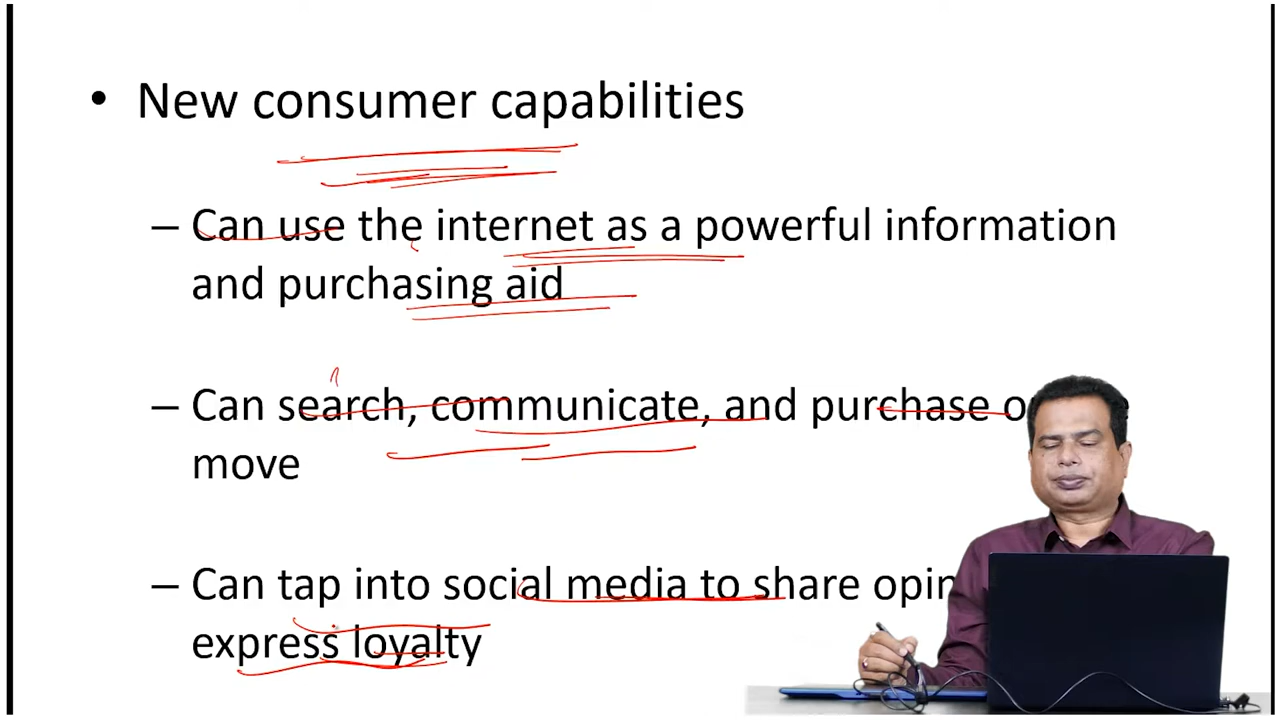 • New consumer capabilities
– Can use the internet as a powerful information
and purchasing aid
– Can search, communicate, and purchase
move
– Can tap into social media to share
express loyalty